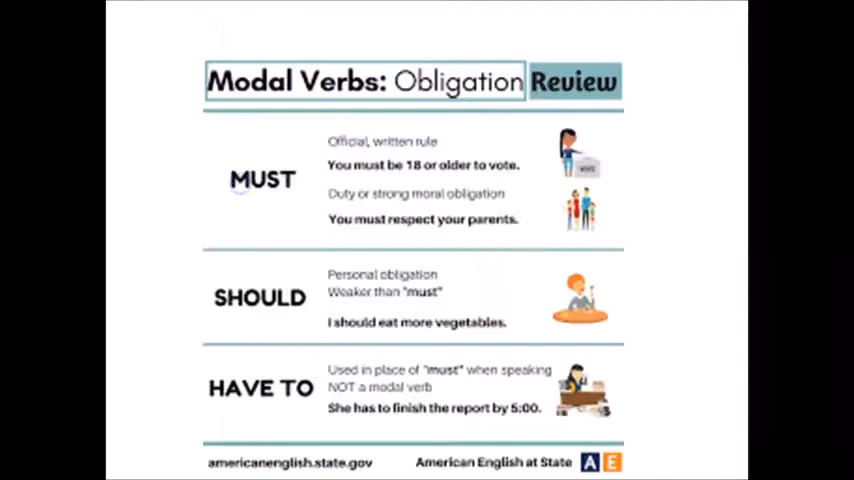 Modal Verbs: Obligation Review
MUST
Official, written rule
You must be 18 or older to vote.
VOTE
Duty or strong moral obligation
You must respect your parents.
SHOULD
Personal obligation
Weaker than "must"
I should eat more vegetables.
HAVE TO
Used in place of "must" when speaking
NOT a modal verb
She has to finish the report by 5:00.
americanenglish.state.gov
American English at State AE